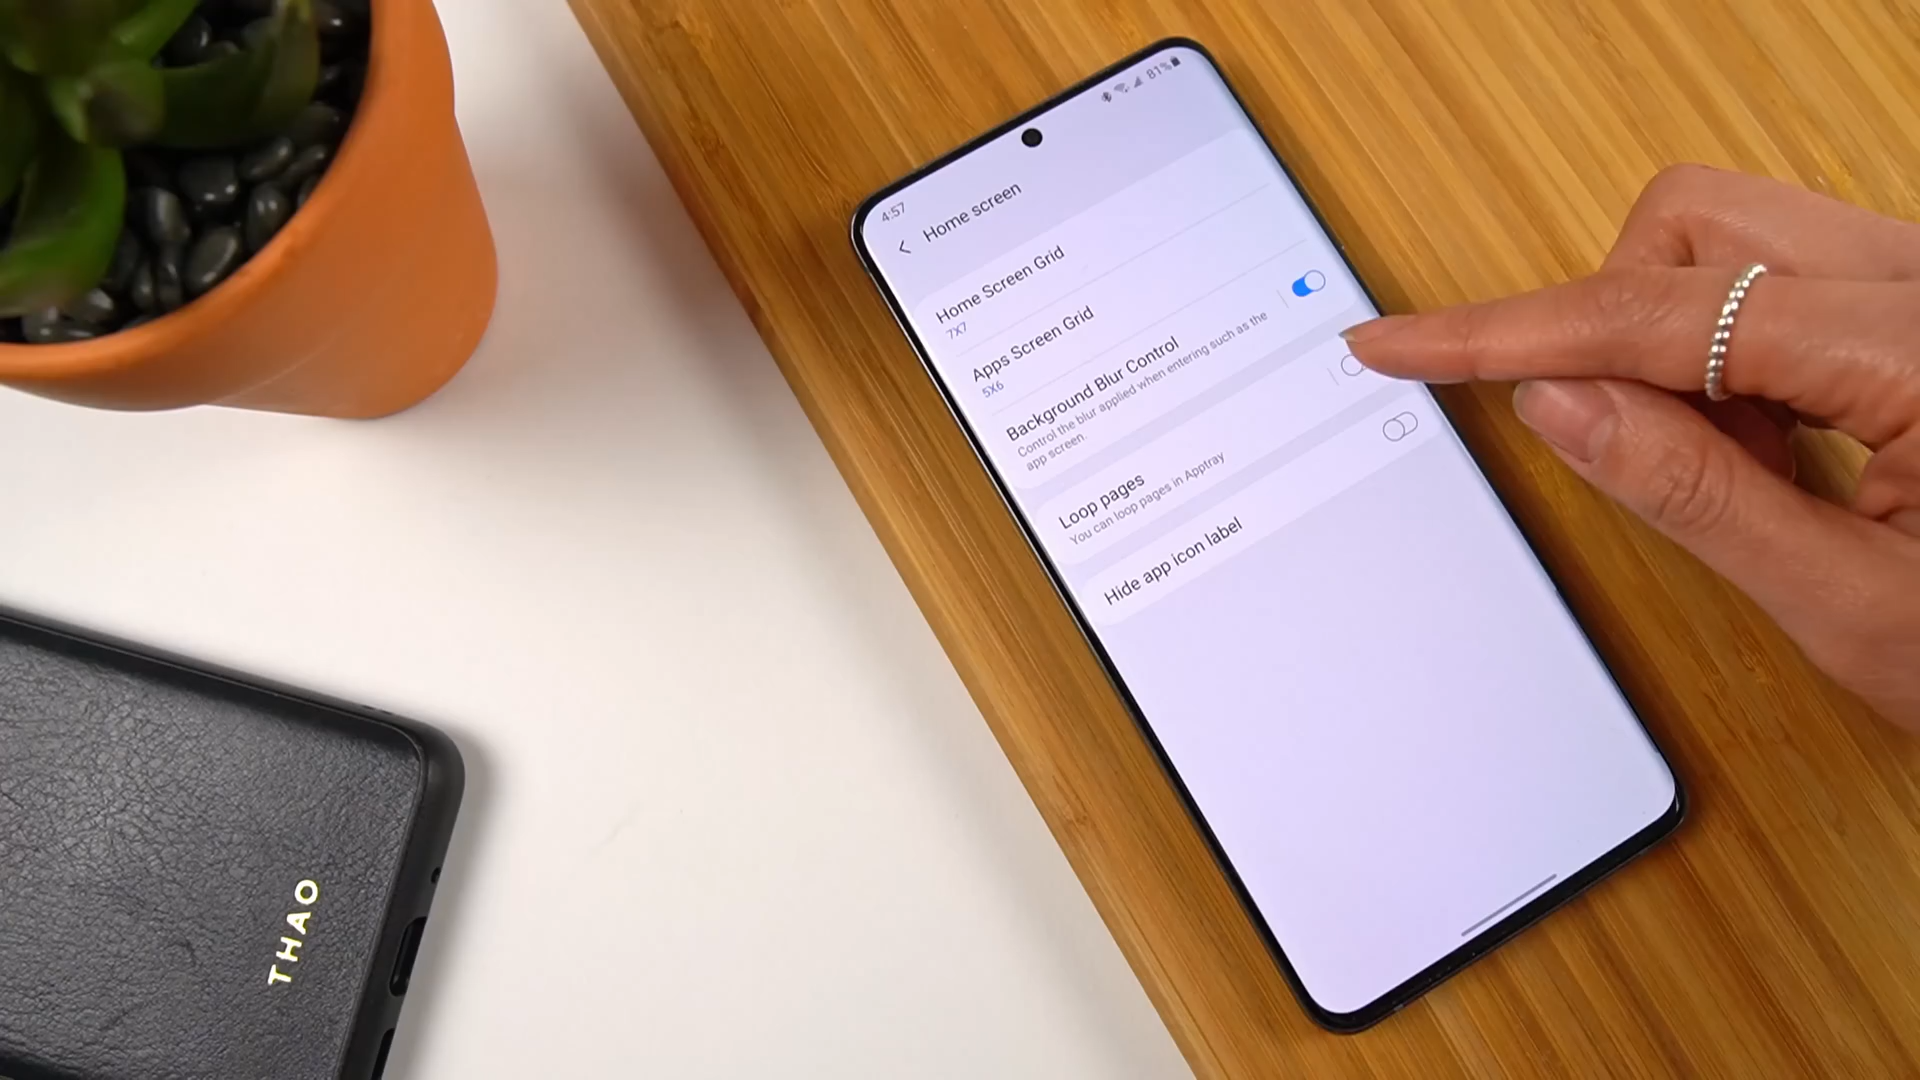 4:57
81%
Home screen
Home Screen Grid
7X7
Apps Screen Grid
5X6
Background Blur Control
Control the blur applied when entering such as the
app screen.
Loop pages
You can loop pages in Apptray
Hide app icon label
THAO